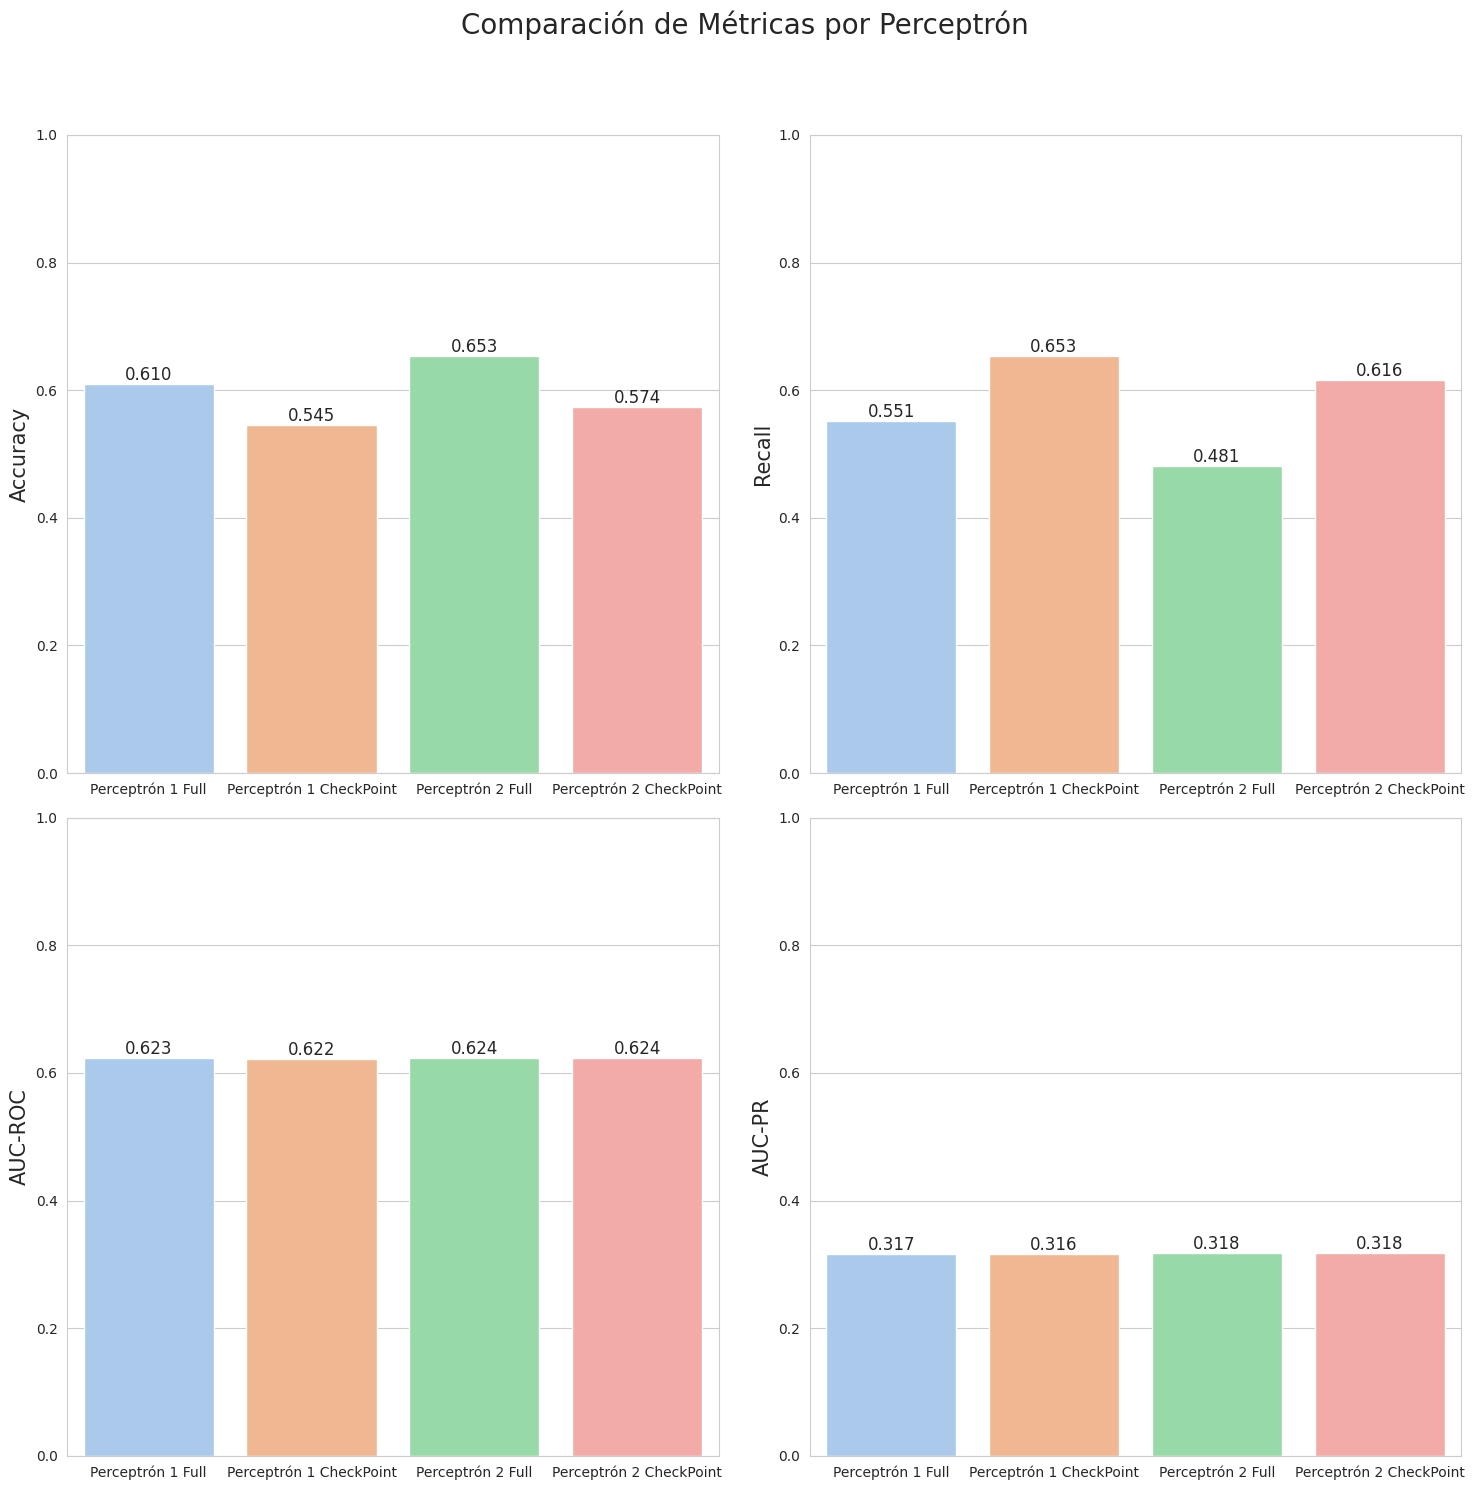 Comparación de Métricas por Perceptrón
1.0
0.8
0.6
0.4
0.2
0.0
Accuracy
0.610
0.545
0.653
0.574
Perceptrón 1 Full
Perceptrón 1 CheckPoint
Perceptrón 2 Full
Perceptrón 2 CheckPoint
1.0
0.8
0.6
0.4
0.2
0.0
Recall
0.551
0.653
0.481
0.616
Perceptrón 1 Full
Perceptrón 1 CheckPoint
Perceptrón 2 Full
Perceptrón 2 CheckPoint
1.0
0.8
0.6
0.4
0.2
0.0
AUC-ROC
0.623
0.622
0.624
0.624
Perceptrón 1 Full
Perceptrón 1 CheckPoint
Perceptrón 2 Full
Perceptrón 2 CheckPoint
1.0
0.8
0.6
0.4
0.2
0.0
AUC-PR
0.317
0.316
0.318
0.318
Perceptrón 1 Full
Perceptrón 1 CheckPoint
Perceptrón 2 Full
Perceptrón 2 CheckPoint